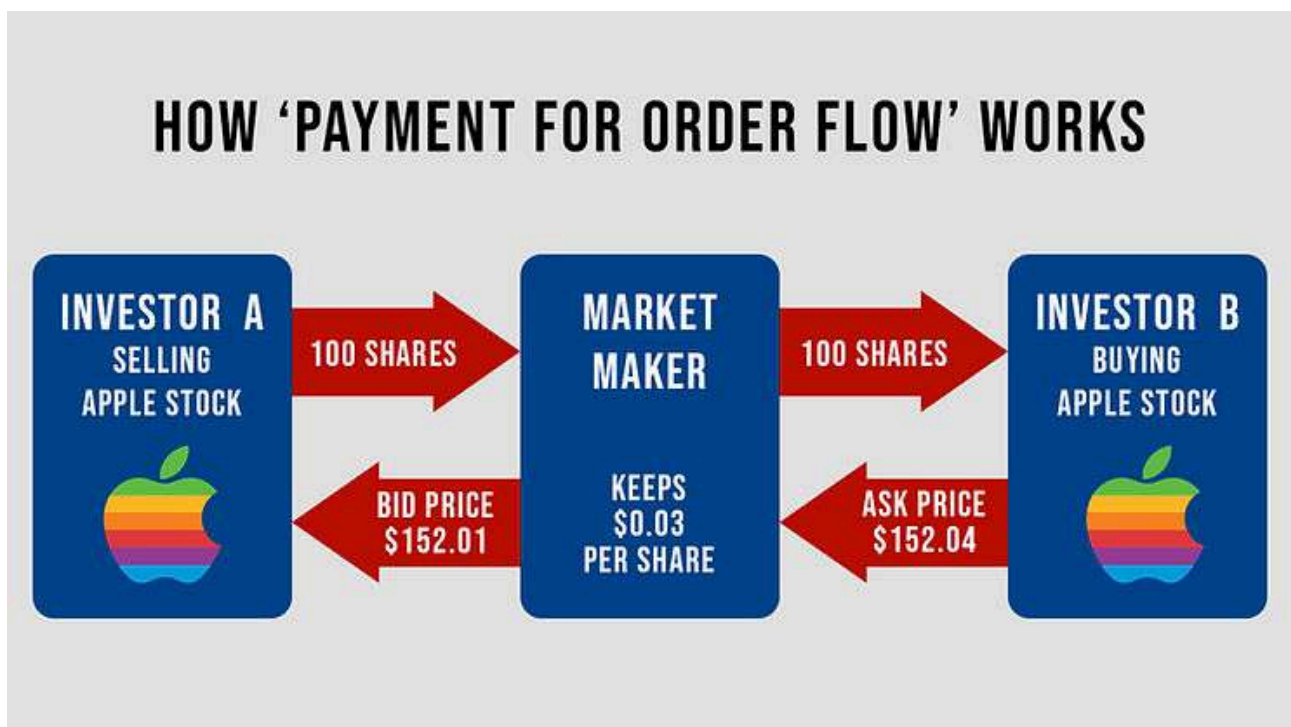 HOW ‘PAYMENT FOR ORDER FLOW’ WORKS
INVESTOR A
SELLING
APPLE STOCK
100 SHARES
BID PRICE
$152.01
MARKET
MAKER
KEEPS
$0.03
PER SHARE
100 SHARES
ASK PRICE
$152.04
INVESTOR B
BUYING
APPLE STOCK